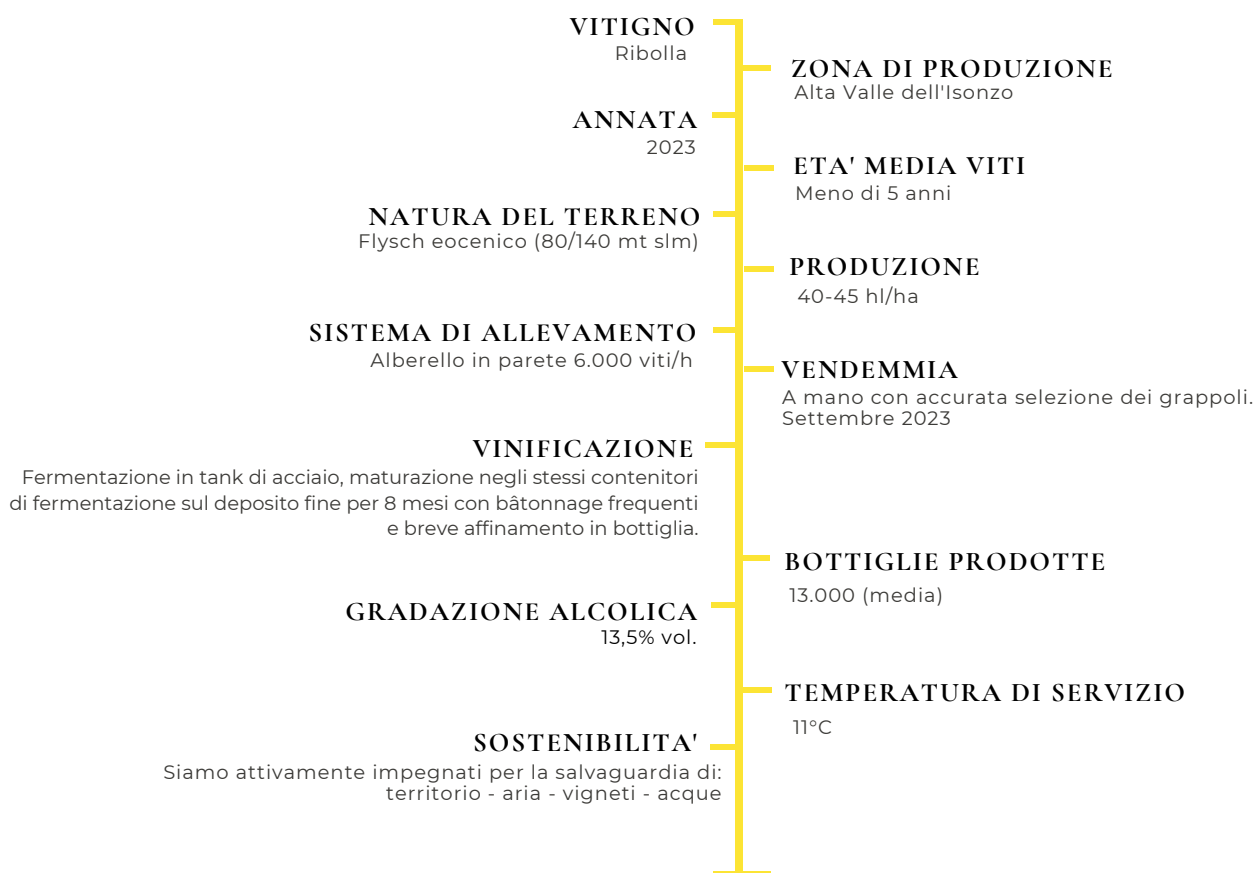 VITIGNO
Ribolla
ZONA DI PRODUZIONE
Alta Valle dell'Isonzo
ANNATA
2023
ETA' MEDIA VITI
Meno di 5 anni
NATURA DEL TERRENO
Flysch eocenico (80/140 mt slm)
PRODUZIONE
40-45 hl/ha
SISTEMA DI ALLEVAMENTO
Alberello in parete 6.000 viti/h
VENDEMMIA
A mano con accurata selezione dei grappoli.
Settembre 2023
VINIFICAZIONE
Fermentazione in tank di acciaio, maturazione negli stessi contenitori
di fermentazione sul deposito fine per 8 mesi con bâtonnage frequenti
e breve affinamento in bottiglia.
BOTTIGLIE PRODOTTE
13.000 (media)
GRADAZIONE ALCOLICA
13,5% vol.
TEMPERATURA DI SERVIZIO
11°C
SOSTENIBILITA'
Siamo attivamente impegnati per la salvaguardia di:
territorio - aria - vigneti - acque